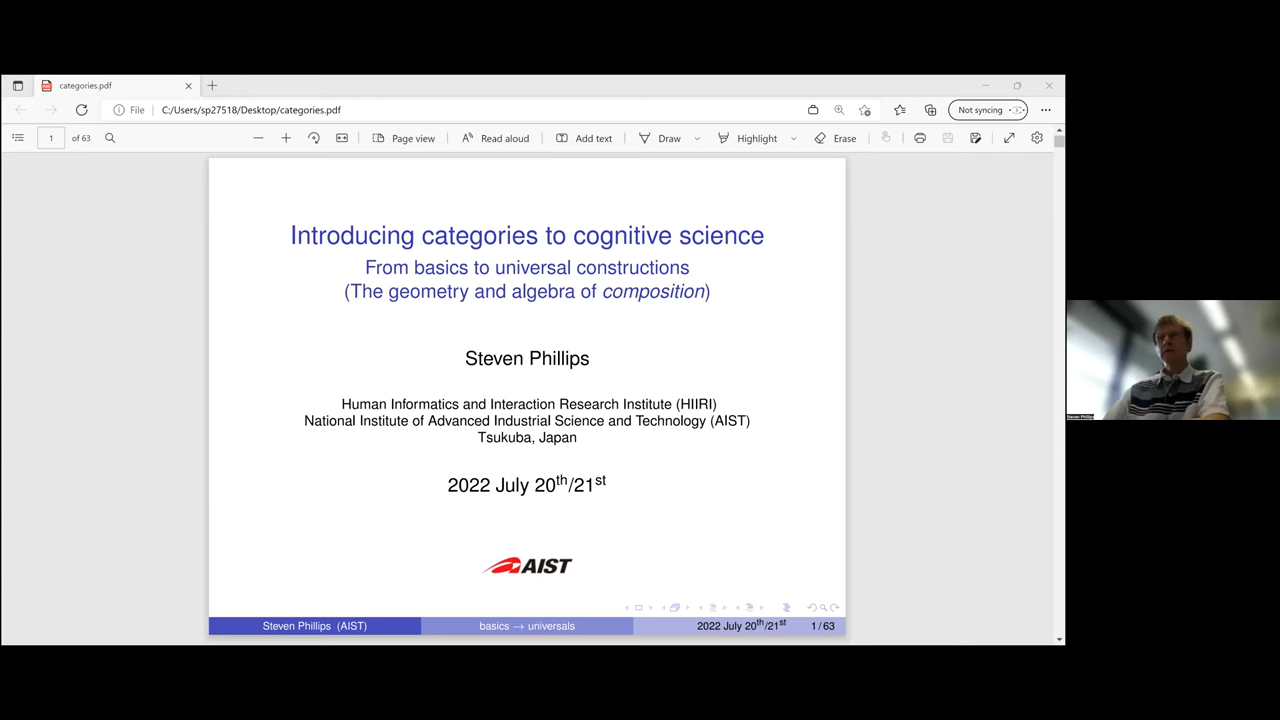 categories.pdf
File
C:/Users/sp27518/Desktop/categories.pdf
Not syncing
1 of 63
Page view
Read aloud
Add text
Draw
Highlight
Erase
Introducing categories to cognitive science
From basics to universal constructions
(The geometry and algebra of composition)
Steven Phillips
Human Informatics and Interaction Research Institute (HIIRI)
National Institute of Advanced Industrial Science and Technology (AIST)
Tsukuba, Japan
2022 July 20th/21st
AIST
Steven Phillips (AIST)
basics → universals
2022 July 20th/21st
1 / 63
Steven Phillips